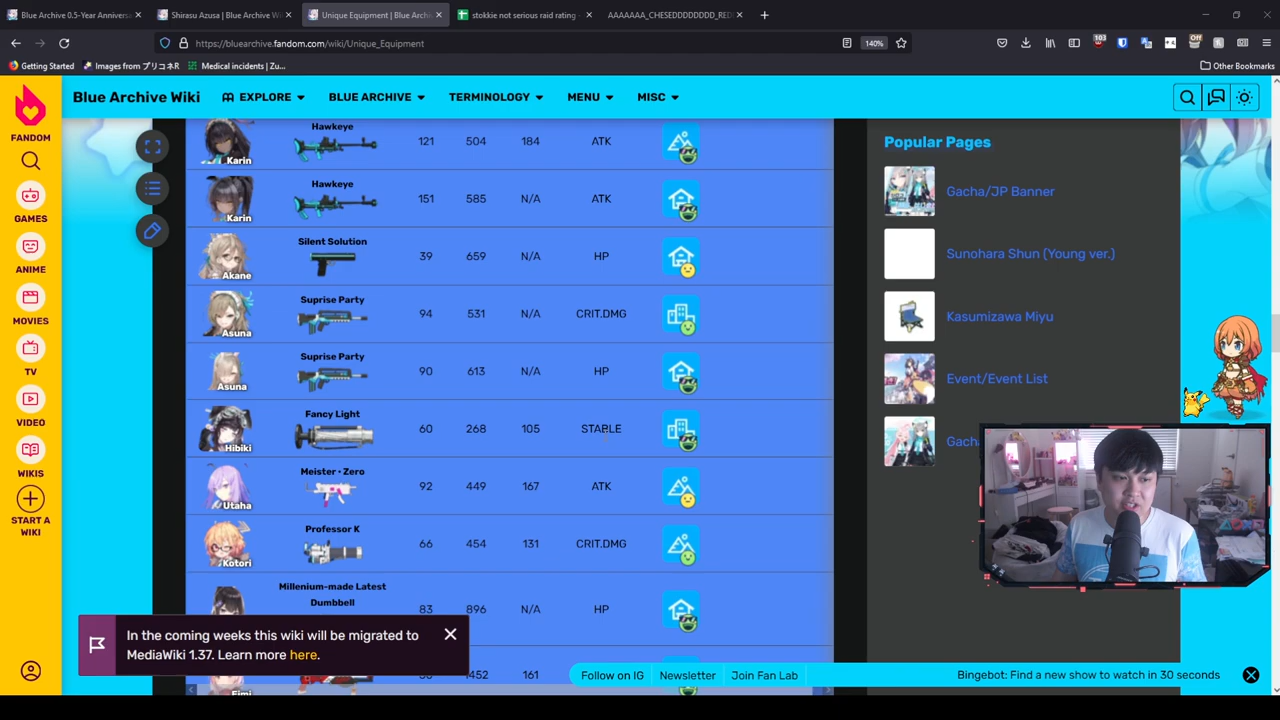 Blue Archive 0.5-Year Annivers
Shirasu Azusa | Blue Archive Wi
Unique Equipment | Blue Archi
stokkie not serious raid rating -
AAAAAAA_CHESEDDDDDDDD_RED
https://bluearchive.fandom.com/wiki/Unique_Equipment
140%
103
Off
Getting Started
Images from プリコネR
Medical incidents | Zu...
Other Bookmarks
Blue Archive Wiki
EXPLORE
BLUE ARCHIVE
TERMINOLOGY
MENU
MISC
FANDOM
GAMES
ANIME
MOVIES
TV
VIDEO
WIKIS
START A
WIKI
Karin Hawkeye 121 504 184 ATK
Karin Hawkeye 151 585 N/A ATK
Akane Silent Solution 39 659 N/A HP
Asuna Suprise Party 94 531 N/A CRIT.DMG
Asuna Suprise Party 90 613 N/A HP
Hibiki Fancy Light 60 268 105 STABLE
Utaha Meister・Zero 92 449 167 ATK
Kotori Professor K 66 454 131 CRIT.DMG
Millenium-made Latest
Dumbbell 83 896 N/A HP
Eimi 1452 161
Popular Pages
Gacha/JP Banner
Sunohara Shun (Young ver.)
Kasumizawa Miyu
Event/Event List
Gacha
In the coming weeks this wiki will be migrated to
MediaWiki 1.37. Learn more here.
Follow on IG
Newsletter
Join Fan Lab
Bingebot: Find a new show to watch in 30 seconds